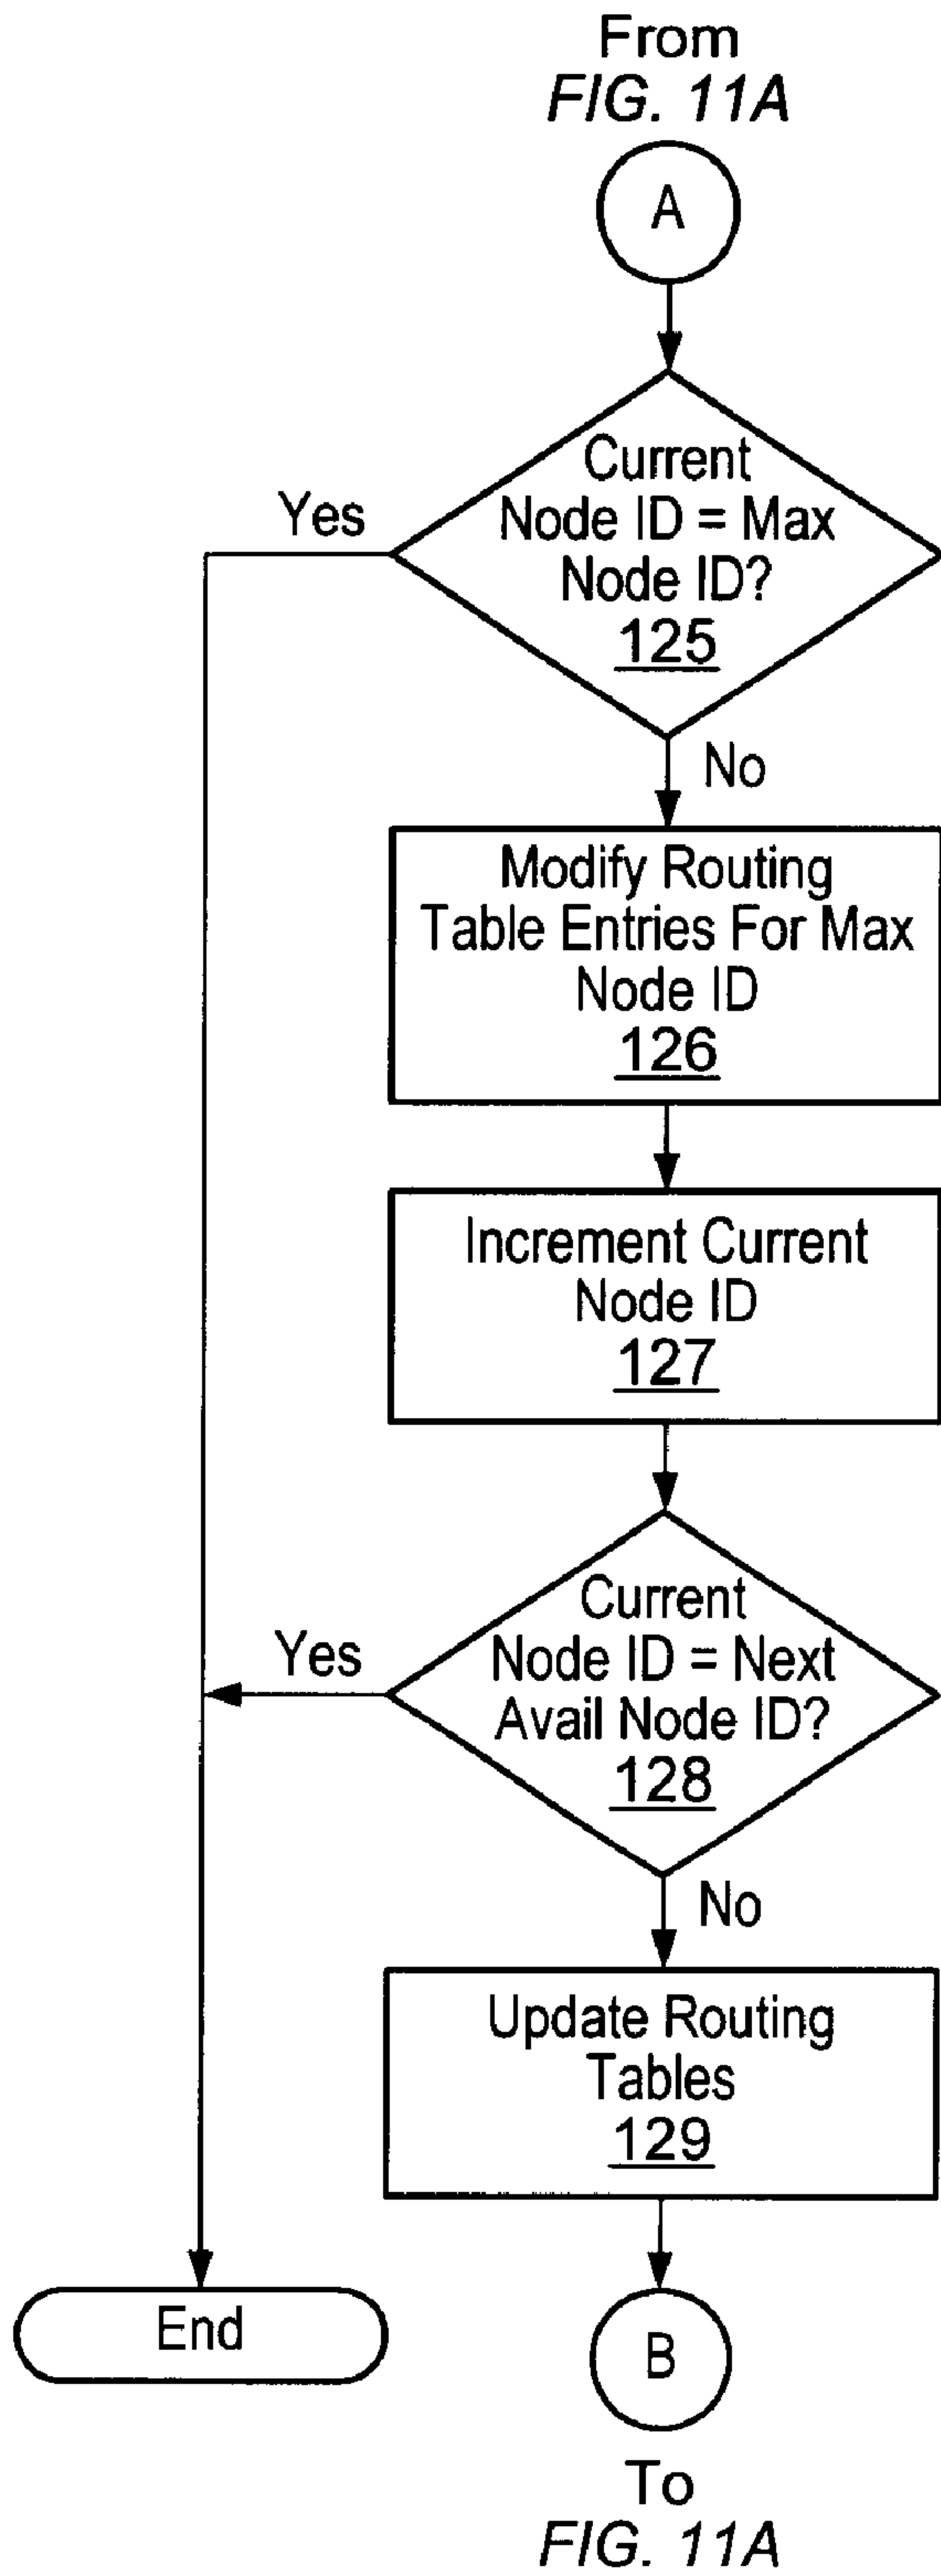 From
FIG. 11A
A
Current
Node ID = Max
Node ID?
125
Yes
No
Modify Routing
Table Entries For Max
Node ID
126
Increment Current
Node ID
127
Current
Node ID = Next
Avail Node ID?
128
Yes
No
Update Routing
Tables
129
End
B
To
FIG. 11A